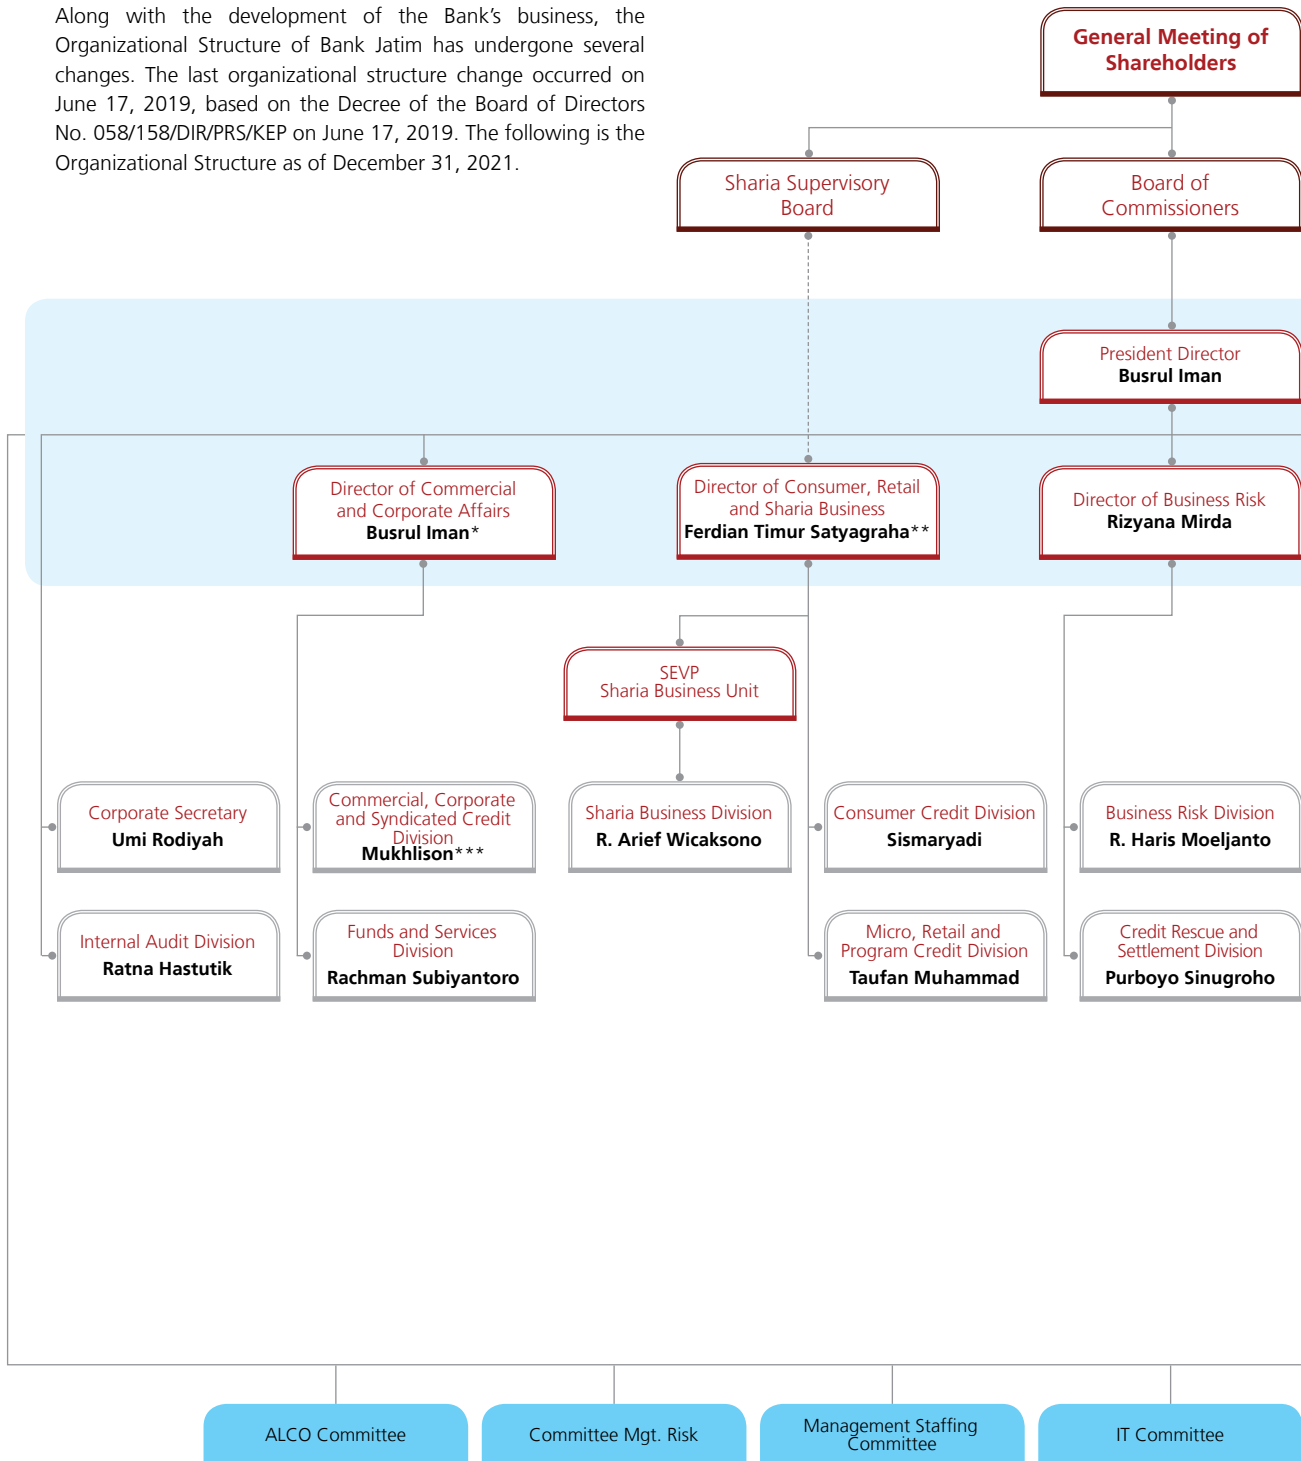 Along with the development of the Bank’s business, the
Organizational Structure of Bank Jatim has undergone several
changes. The last organizational structure change occurred on
June 17, 2019, based on the Decree of the Board of Directors
No. 058/158/DIR/PRS/KEP on June 17, 2019. The following is the
Organizational Structure as of December 31, 2021.
General Meeting of
Shareholders
Sharia Supervisory
Board
Board of
Commissioners
President Director
Busrul Iman
Director of Commercial
and Corporate Affairs
Busrul Iman*
Director of Consumer, Retail
and Sharia Business
Ferdian Timur Satyagraha**
Director of Business Risk
Rizyana Mirda
SEVP
Sharia Business Unit
Corporate Secretary
Umi Rodiyah
Commercial, Corporate
and Syndicated Credit
Division
Mukhlison***
Sharia Business Division
R. Arief Wicaksono
Consumer Credit Division
Sismaryadi
Business Risk Division
R. Haris Moeljanto
Internal Audit Division
Ratna Hastutik
Funds and Services
Division
Rachman Subiyantoro
Micro, Retail and
Program Credit Division
Taufan Muhammad
Credit Rescue and
Settlement Division
Purboyo Sinugroho
ALCO Committee
Committee Mgt. Risk
Management Staffing
Committee
IT Committee